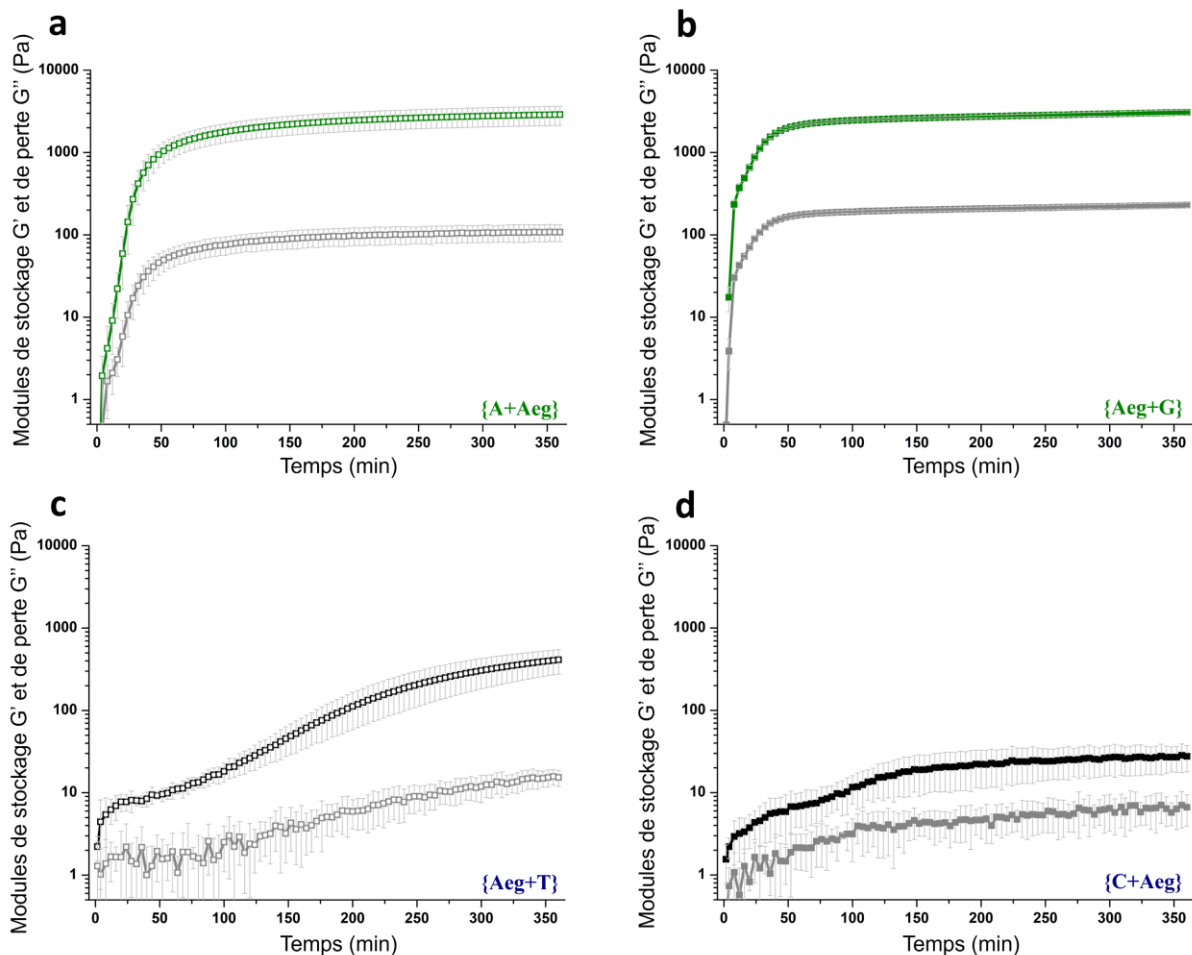 a
Modules de stockage G' et de perte G'' (Pa)
10000
1000
100
10
1
0 50 100 150 200 250 300 350
Temps (min)
{A+Aeg}
b
Modules de stockage G' et de perte G'' (Pa)
10000
1000
100
10
1
0 50 100 150 200 250 300 350
Temps (min)
{Aeg+G}
c
Modules de stockage G' et de perte G'' (Pa)
10000
1000
100
10
1
0 50 100 150 200 250 300 350
Temps (min)
{Aeg+T}
d
Modules de stockage G' et de perte G'' (Pa)
10000
1000
100
10
1
0 50 100 150 200 250 300 350
Temps (min)
{C+Aeg}